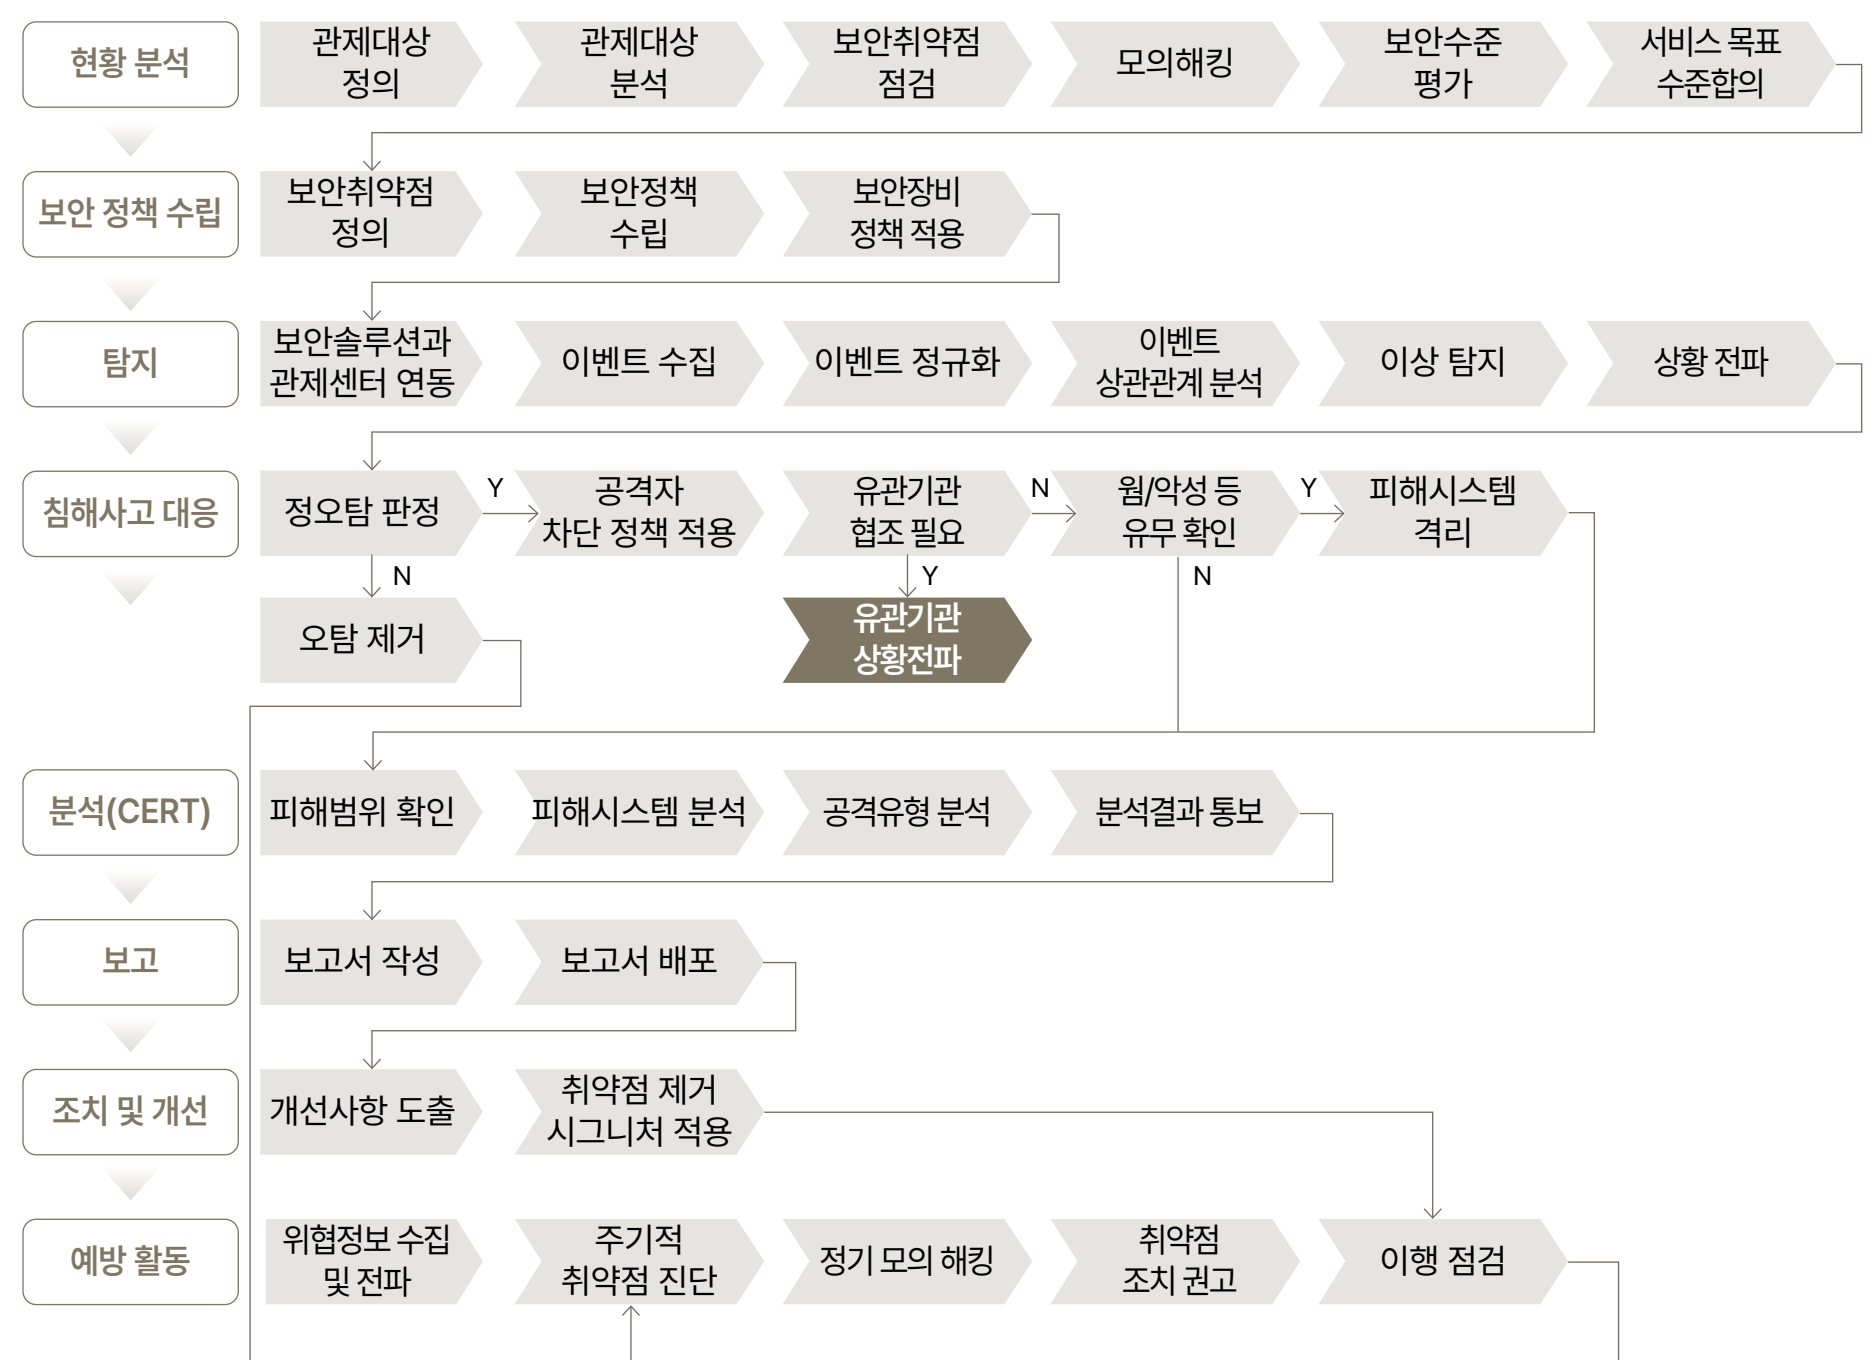 현황 분석
관제대상
정의
관제대상
분석
보안취약점
점검
모의해킹
보안수준
평가
서비스 목표
수준합의
보안 정책 수립
보안취약점
정의
보안정책
수립
보안장비
정책 적용
탐지
보안솔루션과
관제센터 연동
이벤트 수집
이벤트 정규화
이벤트
상관관계 분석
이상 탐지
상황 전파
침해사고 대응
정오탐 판정
Y
공격자
차단 정책 적용
유관기관
협조 필요
N
웜/악성 등
유무 확인
Y
피해시스템
격리
N
Y
N
오탐 제거
유관기관
상황전파
분석(CERT)
피해범위 확인
피해시스템 분석
공격유형 분석
분석결과 통보
보고
보고서 작성
보고서 배포
조치 및 개선
개선사항 도출
취약점 제거
시그니처 적용
예방 활동
위협정보 수집
및 전파
주기적
취약점 진단
정기 모의 해킹
취약점
조치 권고
이행 점검